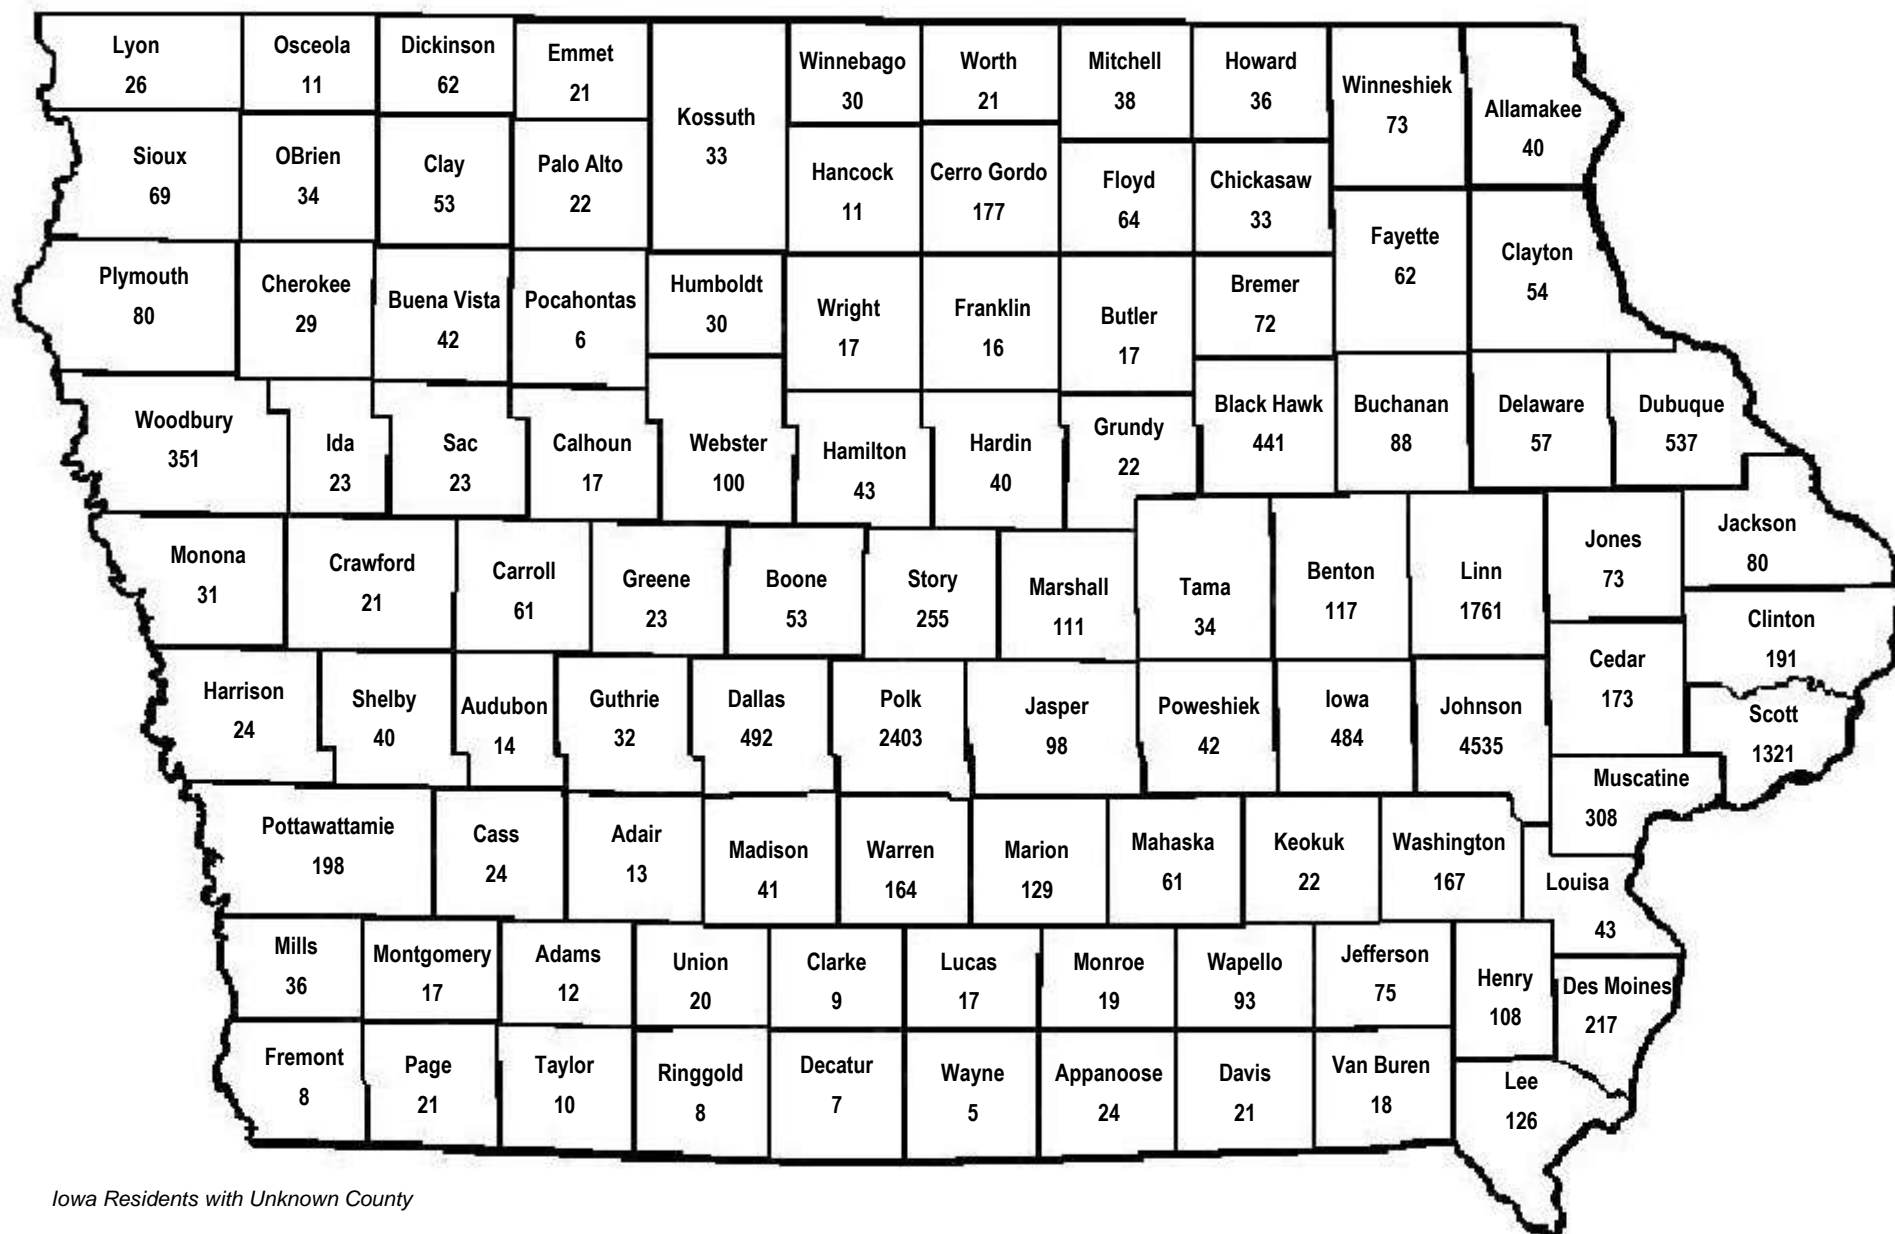 Lyon
26
Osceola
11
Dickinson
62
Emmet
21
Kossuth
33
Winnebago
30
Worth
21
Mitchell
38
Howard
36
Winneshiek
73
Allamakee
40
Sioux
69
OBrien
34
Clay
53
Palo Alto
22
Hancock
11
Cerro Gordo
177
Floyd
64
Chickasaw
33
Fayette
62
Clayton
54
Plymouth
80
Cherokee
29
Buena Vista
42
Pocahontas
6
Humboldt
30
Wright
17
Franklin
16
Butler
17
Bremer
72
Woodbury
351
Ida
23
Sac
23
Calhoun
17
Webster
100
Hamilton
43
Hardin
40
Grundy
22
Black Hawk
441
Buchanan
88
Delaware
57
Dubuque
537
Monona
31
Crawford
21
Carroll
61
Greene
23
Boone
53
Story
255
Marshall
111
Tama
34
Benton
117
Linn
1761
Jones
73
Jackson
80
Clinton
191
Harrison
24
Shelby
40
Audubon
14
Guthrie
32
Dallas
492
Polk
2403
Jasper
98
Poweshiek
42
Iowa
484
Johnson
4535
Cedar
173
Scott
1321
Muscatine
308
Pottawattamie
198
Cass
24
Adair
13
Madison
41
Warren
164
Marion
129
Mahaska
61
Keokuk
22
Washington
167
Louisa
43
Mills
36
Montgomery
17
Adams
12
Union
20
Clarke
9
Lucas
17
Monroe
19
Wapello
93
Jefferson
75
Henry
108
Des Moines
217
Fremont
8
Page
21
Taylor
10
Ringgold
8
Decatur
7
Wayne
5
Appanoose
24
Davis
21
Van Buren
18
Lee
126
Iowa Residents with Unknown County